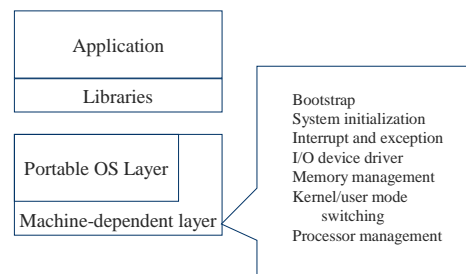 Application
Libraries
Portable OS Layer
Machine-dependent layer
Bootstrap
System initialization
Interrupt and exception
I/O device driver
Memory management
Kernel/user mode
switching
Processor management